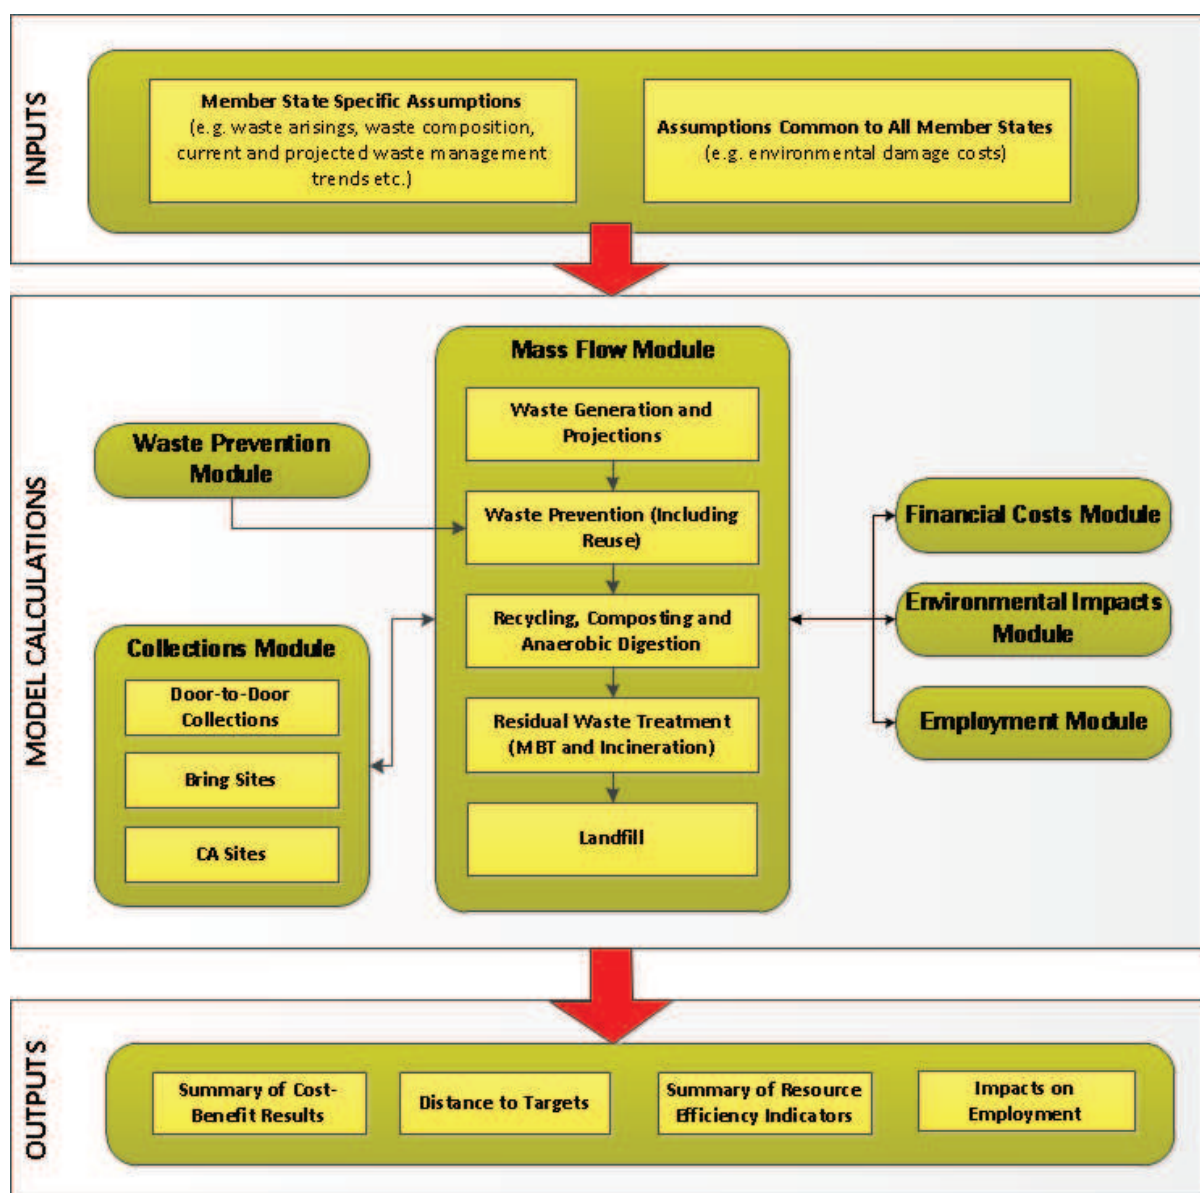 INPUTS
Member State Specific Assumptions
(e.g. waste arisings, waste composition,
current and projected waste management
trends etc.)
Assumptions Common to All Member States
(e.g. environmental damage costs)
MODEL CALCULATIONS
Waste Prevention
Module
Collections Module
Door-to-Door
Collections
Bring Sites
CA Sites
Mass Flow Module
Waste Generation and
Projections
Waste Prevention (Including
Reuse)
Recycling, Composting and
Anaerobic Digestion
Residual Waste Treatment
(MBT and Incineration)
Landfill
Financial Costs Module
Environmental Impacts
Module
Employment Module
OUTPUTS
Summary of Cost-
Benefit Results
Distance to Targets
Summary of Resource
Efficiency Indicators
Impacts on
Employment